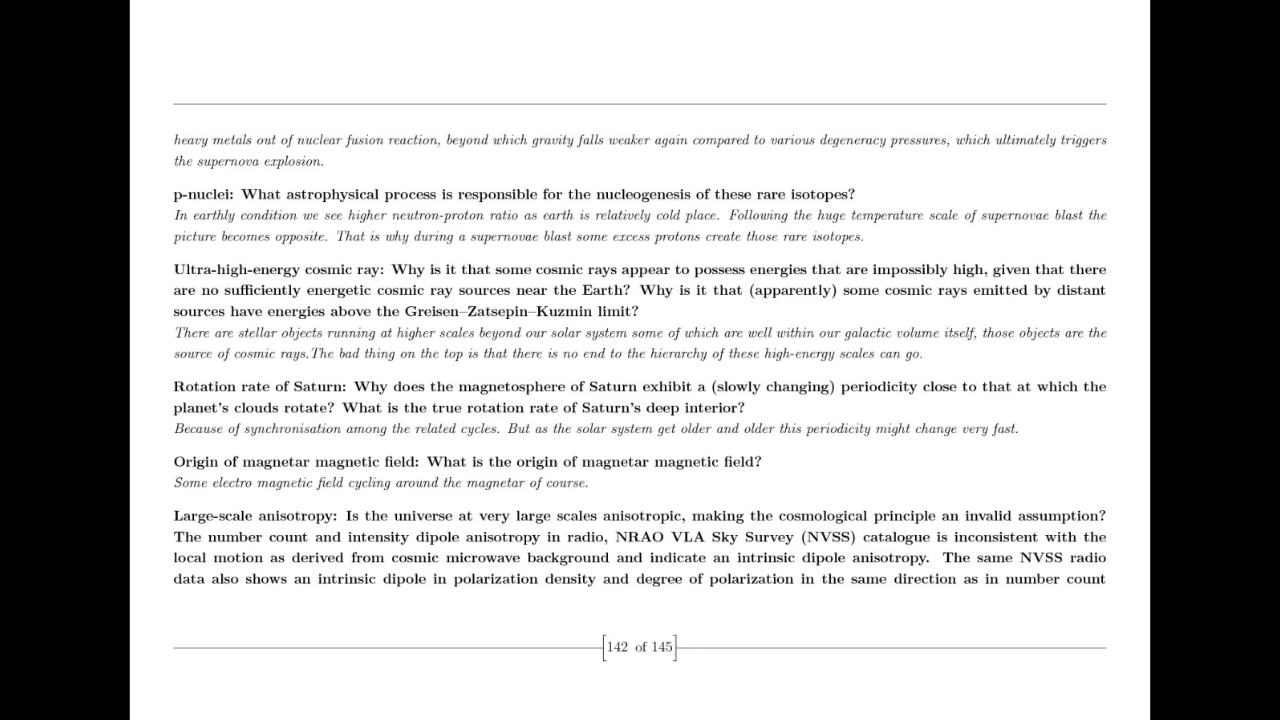 heavy metals out of nuclear fusion reaction, beyond which gravity falls weaker again compared to various degeneracy pressures, which ultimately triggers
the supernova explosion.
p-nuclei: What astrophysical process is responsible for the nucleogenesis of these rare isotopes?
In earthly condition we see higher neutron-proton ratio as earth is relatively cold place. Following the huge temperature scale of supernovae blast the
picture becomes opposite. That is why during a supernovae blast some excess protons create those rare isotopes.
Ultra-high-energy cosmic ray: Why is it that some cosmic rays appear to possess energies that are impossibly high, given that there
are no sufficiently energetic cosmic ray sources near the Earth? Why is it that (apparently) some cosmic rays emitted by distant
sources have energies above the Greisen–Zatsepin–Kuzmin limit?
There are stellar objects running at higher scales beyond our solar system some of which are well within our galactic volume itself, those objects are the
source of cosmic rays.The bad thing on the top is that there is no end to the hierarchy of these high-energy scales can go.
Rotation rate of Saturn: Why does the magnetosphere of Saturn exhibit a (slowly changing) periodicity close to that at which the
planet's clouds rotate? What is the true rotation rate of Saturn's deep interior?
Because of synchronisation among the related cycles. But as the solar system get older and older this periodicity might change very fast.
Origin of magnetar magnetic field: What is the origin of magnetar magnetic field?
Some electro magnetic field cycling around the magnetar of course.
Large-scale anisotropy: Is the universe at very large scales anisotropic, making the cosmological principle an invalid assumption?
The number count and intensity dipole anisotropy in radio, NRAO VLA Sky Survey (NVSS) catalogue is inconsistent with the
local motion as derived from cosmic microwave background and indicate an intrinsic dipole anisotropy. The same NVSS radio
data also shows an intrinsic dipole in polarization density and degree of polarization in the same direction as in number count
[142 of 145]